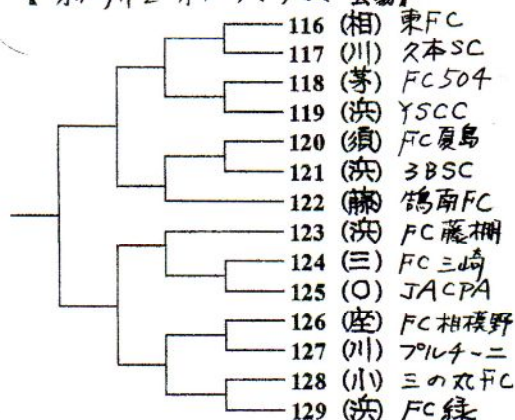 116 (相) 東FC
117 (川) 久本SC
118 (茅) FC504
119 (浜) YSCC
120 (須) FC夏島
121 (浜) 3BSC
122 (藤) 鵠南FC
123 (浜) FC藤棚
124 (三) FC三崎
125 (〇) JACPA
126 (座) FC相模野
127 (川) プルチーニ
128 (小) 三の丸FC
129 (浜) FC緑